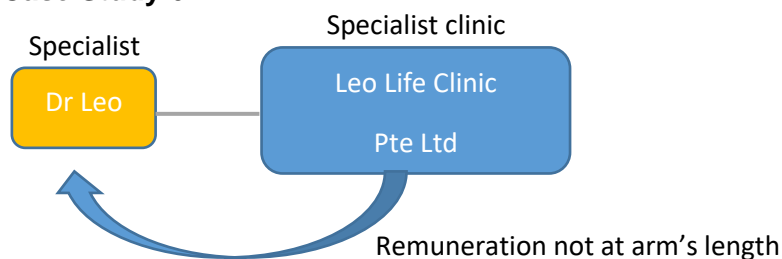 Specialist
Specialist clinic
Dr Leo
Leo Life Clinic
Pte Ltd
Remuneration not at arm's length